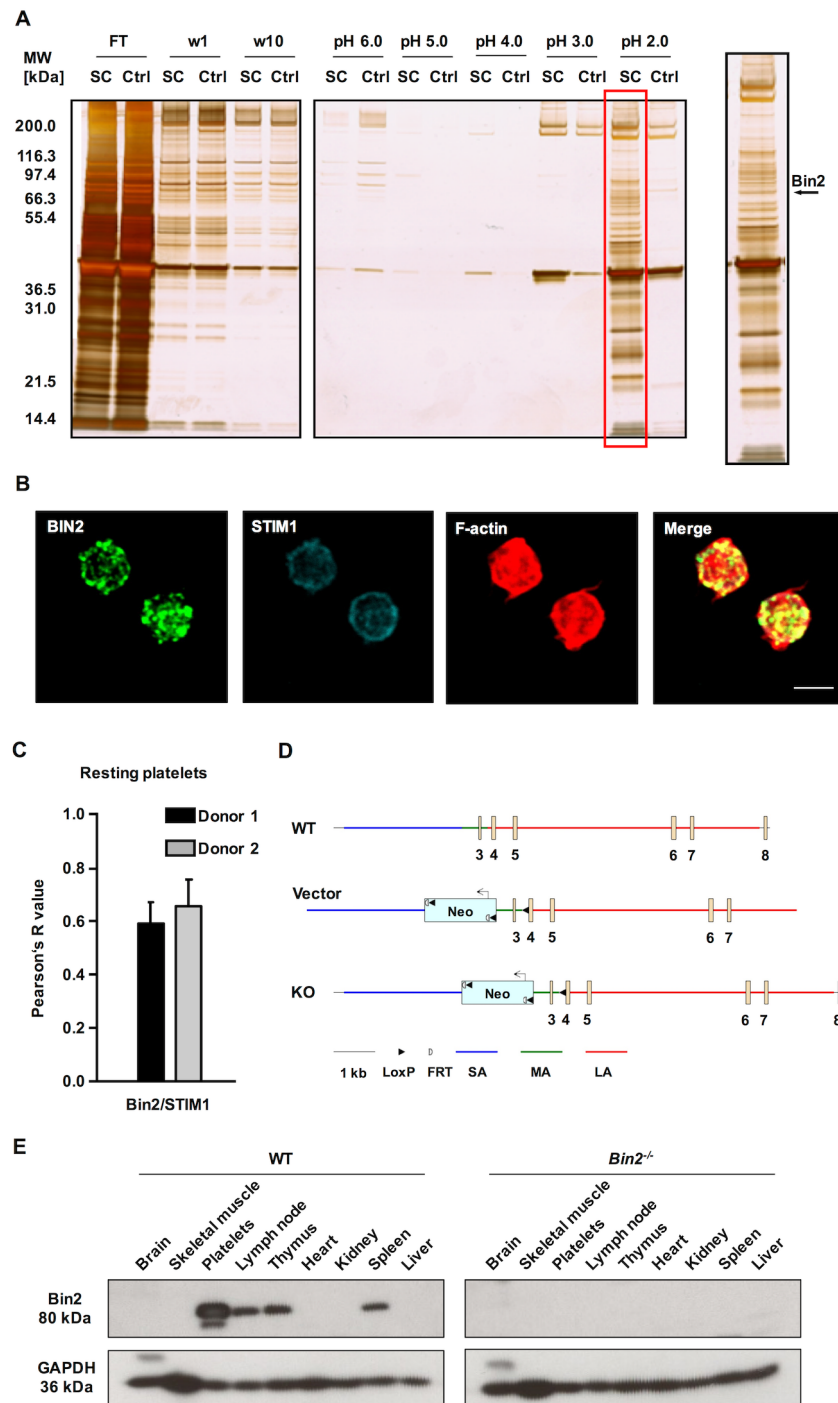 A
FT w1 w10 pH 6.0 pH 5.0 pH 4.0 pH 3.0 pH 2.0
MW
[kDa]
SC Ctrl SC Ctrl SC Ctrl SC Ctrl SC Ctrl SC Ctrl SC Ctrl SC Ctrl
200.0
116.3
97.4
66.3
55.4
36.5
31.0
21.5
14.4
Bin2
B
BIN2 STIM1 F-actin Merge
C
Resting platelets
Pearson's R value
1.0
0.8
0.6
0.4
0.2
0.0
Donor 1
Donor 2
Bin2/STIM1
D
WT
3 4 5 6 7 8
Vector
Neo
3 4 5 6 7
KO
Neo
3 4 5 6 7 8
1 kb LoxP FRT SA MA LA
E
WT Bin2-/-
Brain Skeletal muscle Platelets Lymph node Thymus Heart Kidney Spleen Liver
Brain Skeletal muscle Platelets Lymph node Thymus Heart Kidney Spleen Liver
Bin2
80 kDa
GAPDH
36 kDa